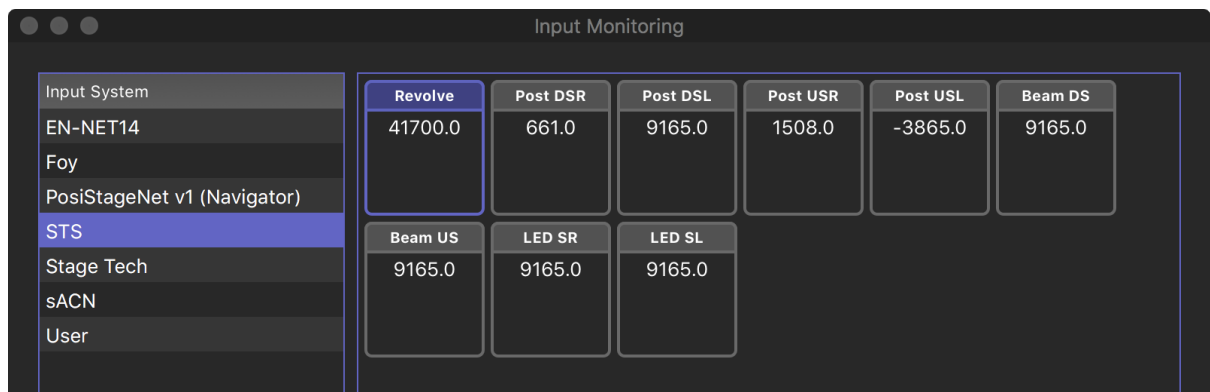 Input Monitoring
Input System
EN-NET14
Foy
PosiStageNet v1 (Navigator)
STS
Stage Tech
sACN
User
Revolve Post DSR Post DSL Post USR Post USL Beam DS
41700.0 661.0 9165.0 1508.0 -3865.0 9165.0
Beam US LED SR LED SL
9165.0 9165.0 9165.0